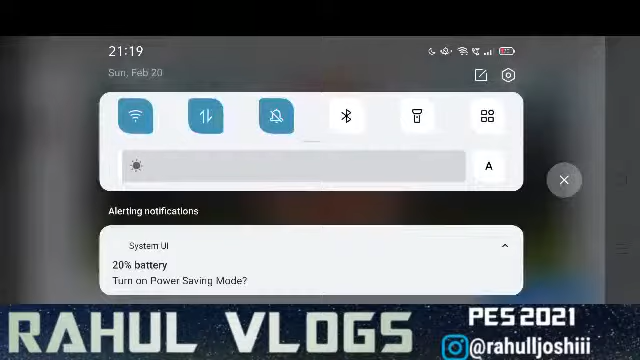 21:19
Sun, Feb 20
A
Alerting notifications
System UI
20% battery
Turn on Power Saving Mode?
RAHUL VLOGS
PES 2021
@rahulljoshiii